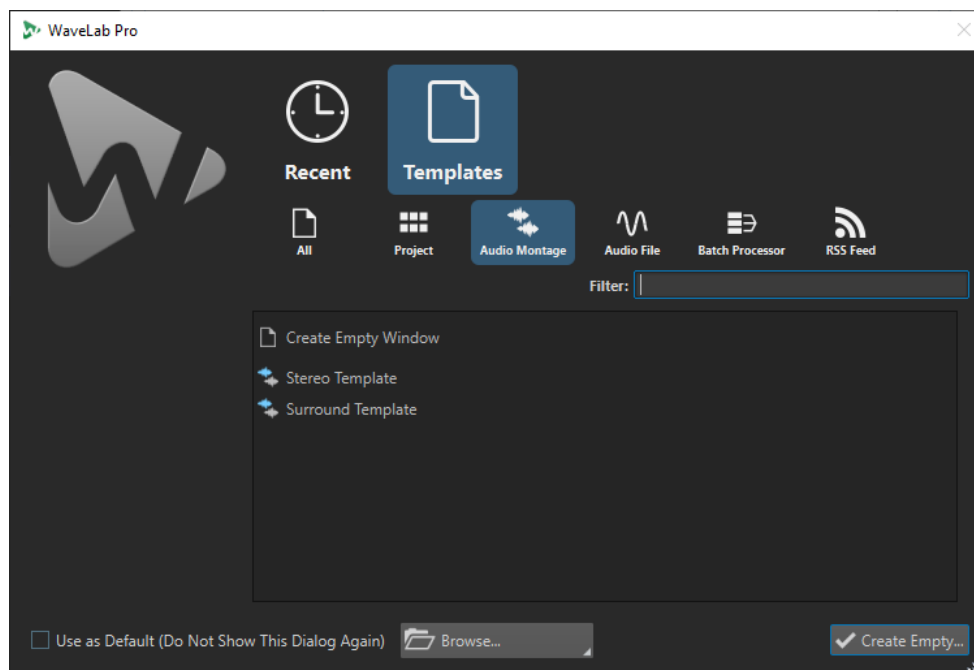 WaveLab Pro
Recent Templates
All Project Audio Montage Audio File Batch Processor RSS Feed
Filter:
Create Empty Window
Stereo Template
Surround Template
Use as Default (Do Not Show This Dialog Again) Browse... Create Empty...